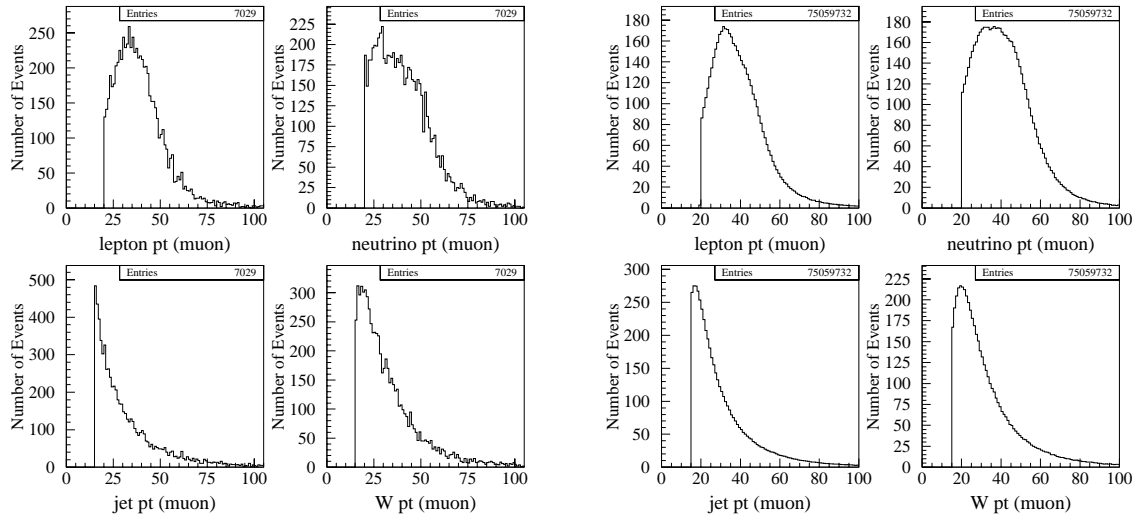 Entries 7029
Number of Events
250
200
150
100
50
0
0 25 50 75 100
lepton pt (muon)
Entries 7029
Number of Events
225
200
175
150
125
100
75
50
25
0
0 25 50 75 100
neutrino pt (muon)
Entries 75059732
Number of Events
180
160
140
120
100
80
60
40
20
0
0 20 40 60 80 100
lepton pt (muon)
Entries 75059732
Number of Events
180
160
140
120
100
80
60
40
20
0
0 20 40 60 80 100
neutrino pt (muon)
Entries 7029
Number of Events
500
400
300
200
100
0
0 25 50 75 100
jet pt (muon)
Entries 7029
Number of Events
300
250
200
150
100
50
0
0 25 50 75 100
W pt (muon)
Entries 75059732
Number of Events
300
250
200
150
100
50
0
0 20 40 60 80 100
jet pt (muon)
Entries 75059732
Number of Events
225
200
175
150
125
100
75
50
25
0
0 20 40 60 80 100
W pt (muon)